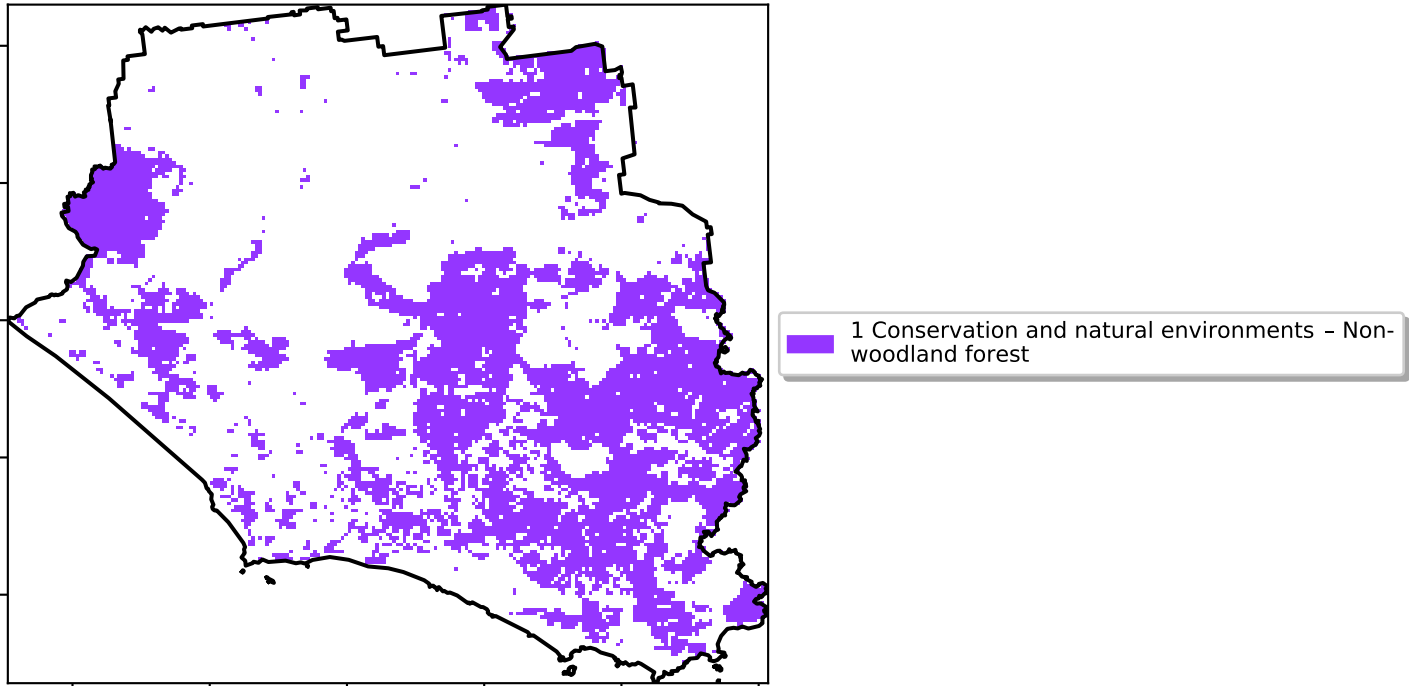 1 Conservation and natural environments – Non-
woodland forest